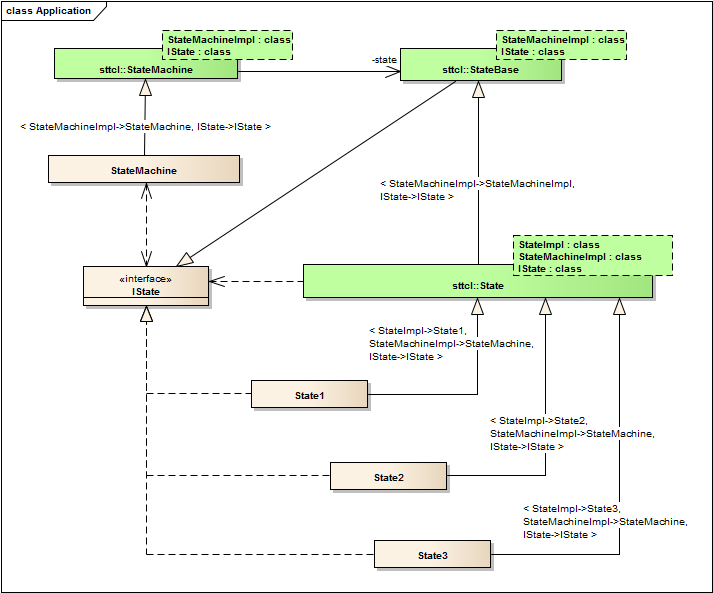 class Application
StateMachineImpl : class
IState : class
sttcl::StateMachine
-state
StateMachineImpl : class
IState : class
sttcl::StateBase
< StateMachineImpl->StateMachine, IState->IState >
StateMachine
< StateMachineImpl->StateMachineImpl,
IState->IState >
«interface»
IState
StateImpl : class
StateMachineImpl : class
IState : class
sttcl::State
< StateImpl->State1,
StateMachineImpl->StateMachine,
IState->IState >
State1
< StateImpl->State2,
StateMachineImpl->StateMachine,
IState->IState >
State2
< StateImpl->State3,
StateMachineImpl->StateMachine,
IState->IState >
State3